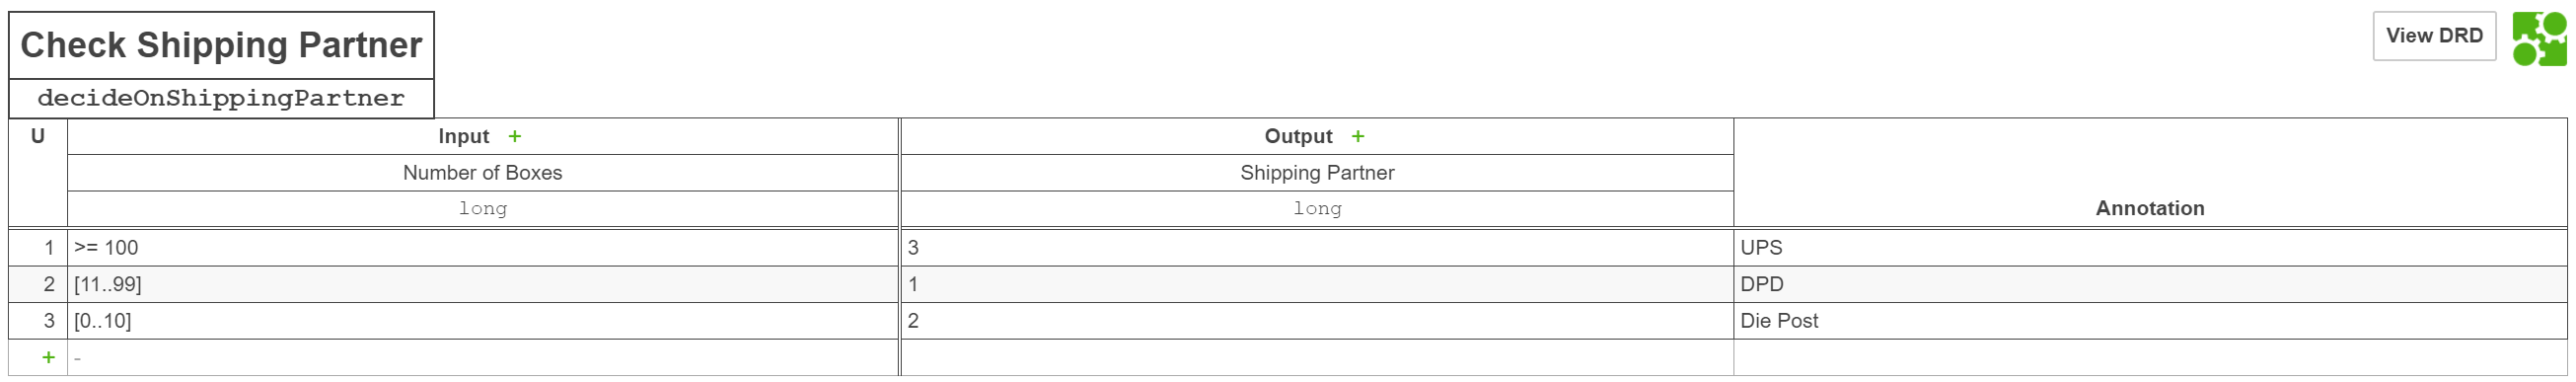 Check Shipping Partner
View DRD
decideOnShippingPartner
U Input + Output +
Number of Boxes Shipping Partner
long long Annotation
1 >= 100 3 UPS
2 [11..99] 1 DPD
3 [0..10] 2 Die Post
+ -